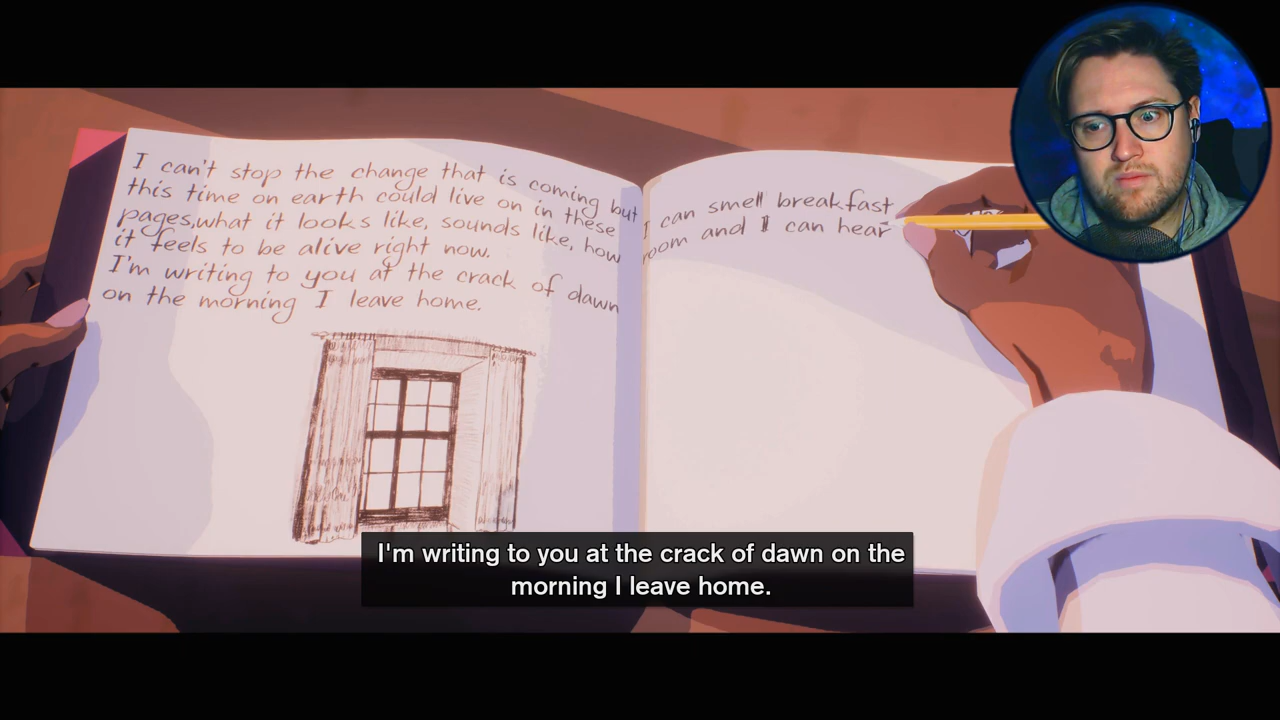 I can't stop the change that is coming but
this time on earth could live on in these
pages,what it looks like, sounds like, how
it feels to be alive right now.
I'm writing to you at the crack of dawn
on the morning I leave home.
I can smell breakfast
room and I can hear
I'm writing to you at the crack of dawn on the
morning I leave home.